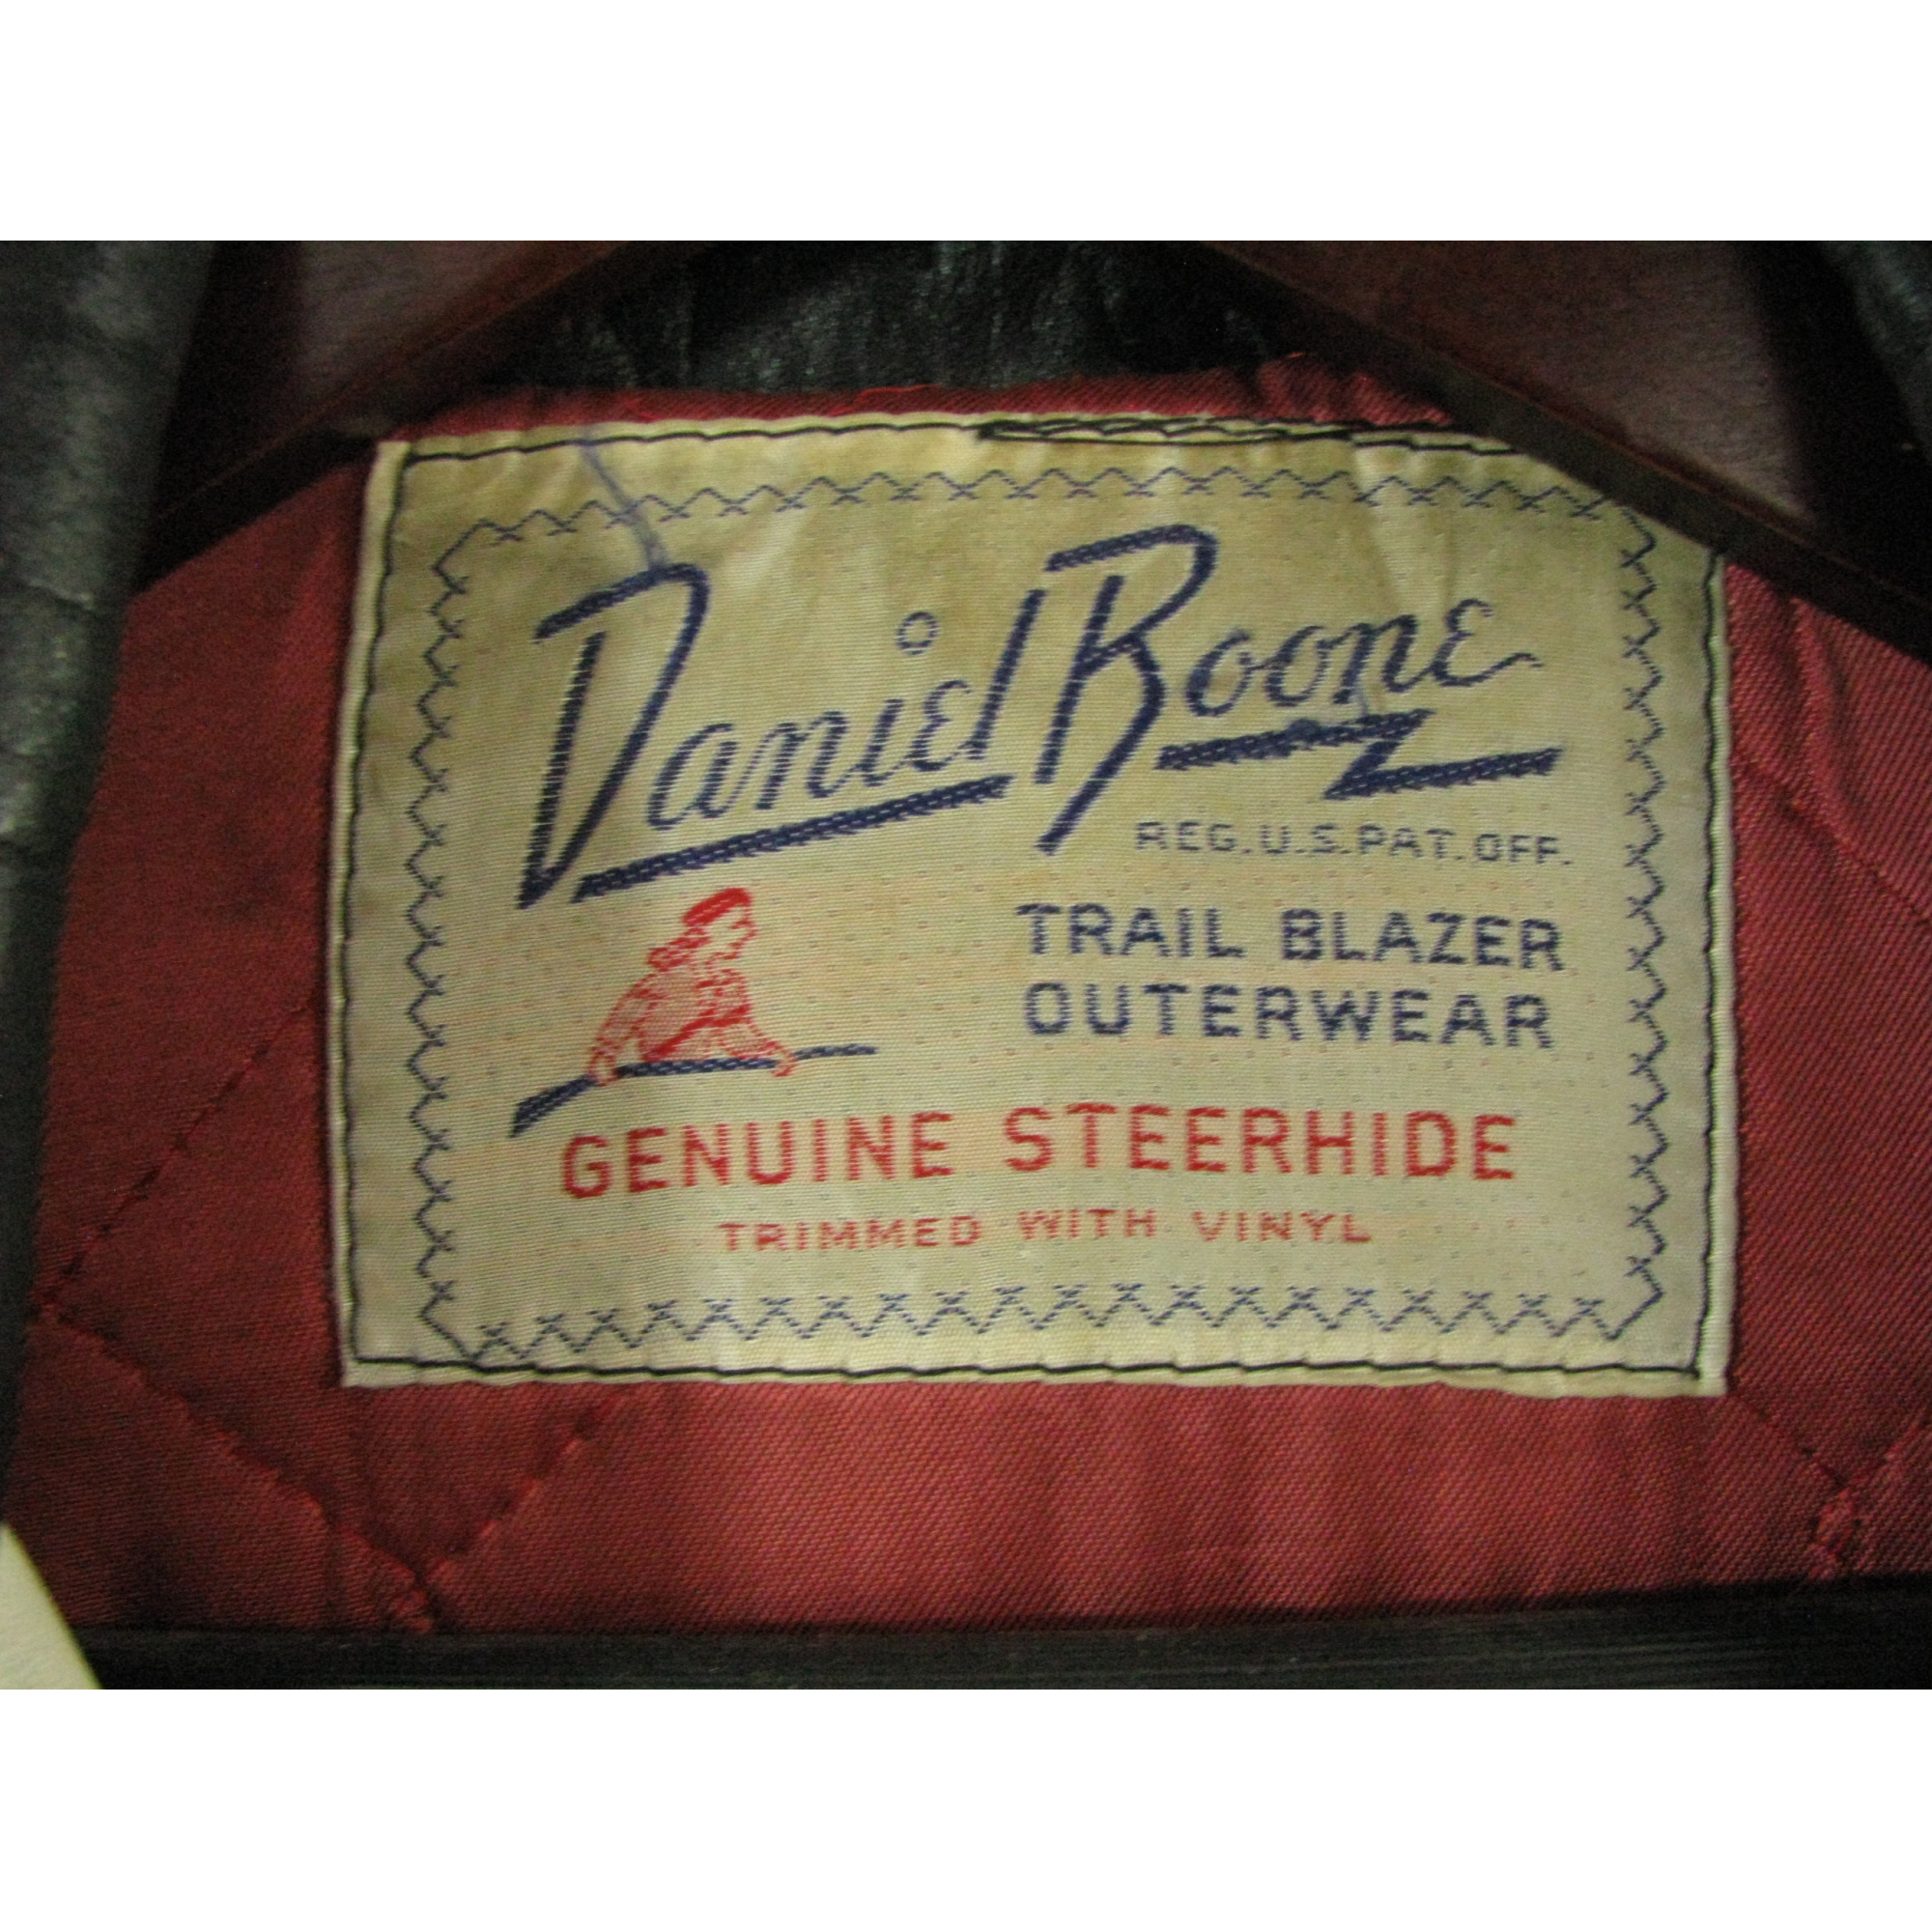 Daniel Boone
REG. U.S. PAT. OFF.
TRAIL BLAZER
OUTERWEAR
GENUINE STEERHIDE
TRIMMED WITH VINYL